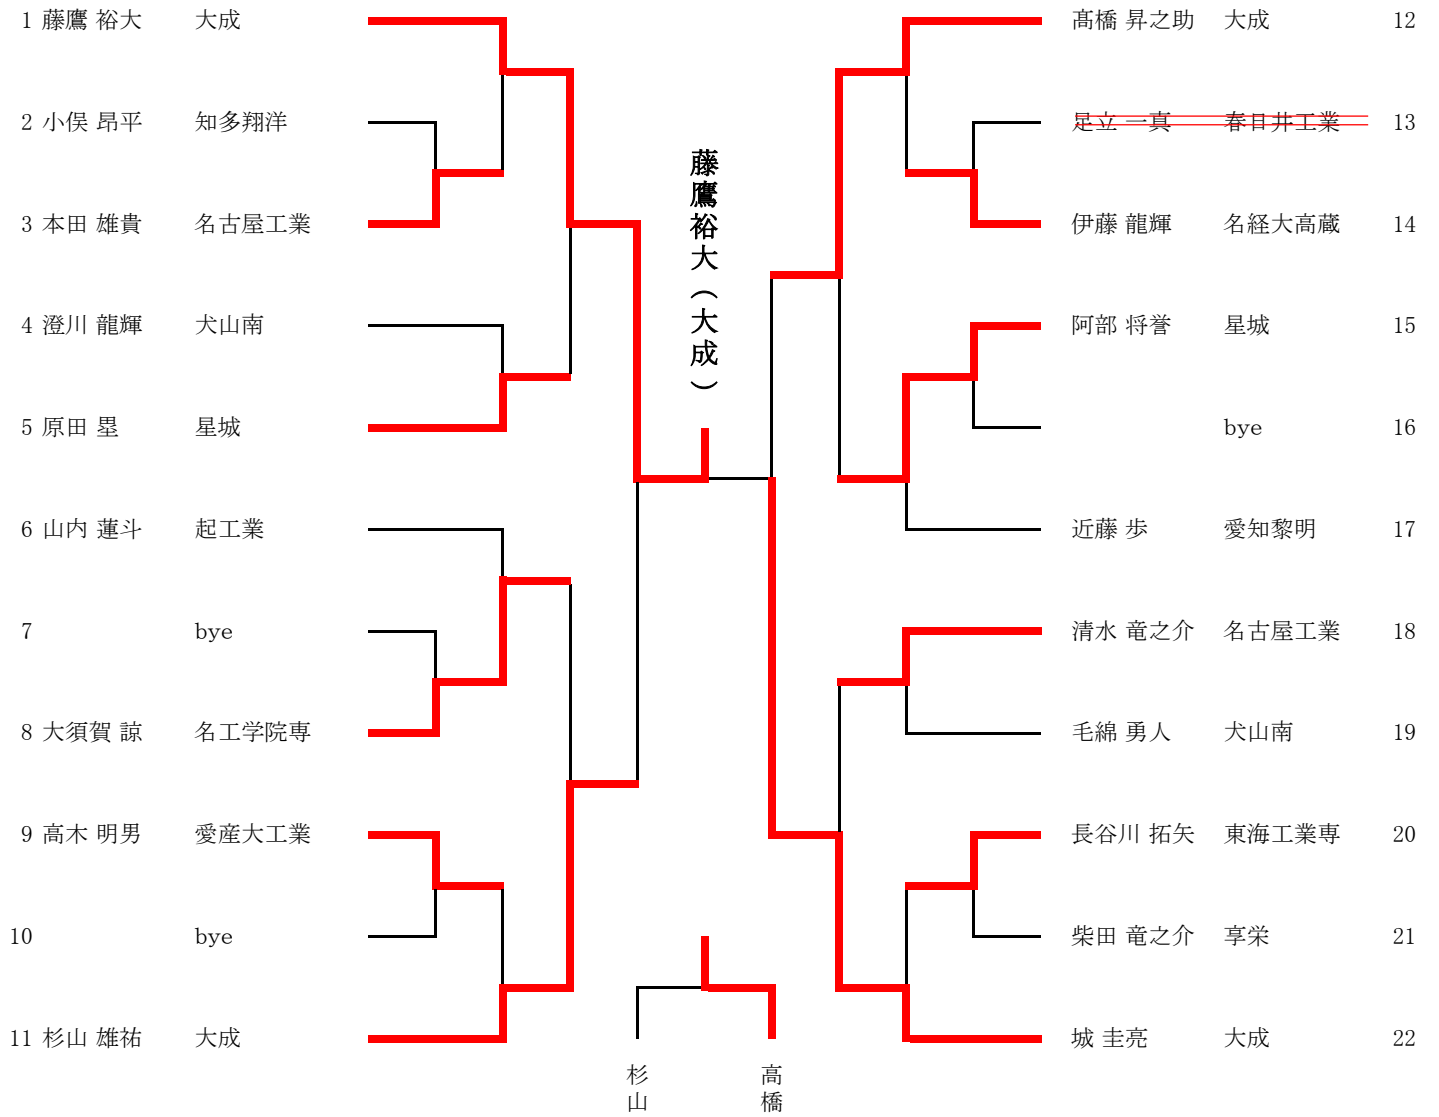 1 藤鷹 裕大 大成
2 小俣 昂平 知多翔洋
3 本田 雄貴 名古屋工業
4 澄川 龍輝 犬山南
5 原田 塁 星城
6 山内 蓮斗 起工業
7 bye
8 大須賀 諒 名工学院専
9 高木 明男 愛産大工業
10 bye
11 杉山 雄祐 大成
藤鷹裕大（大成）
髙橋 昇之助 大成 12
足立 一真 春日井工業 13
伊藤 龍輝 名経大高蔵 14
阿部 将誉 星城 15
bye 16
近藤 歩 愛知黎明 17
清水 竜之介 名古屋工業 18
毛綿 勇人 犬山南 19
長谷川 拓矢 東海工業専 20
柴田 竜之介 享栄 21
城 圭亮 大成 22
杉山
高橋